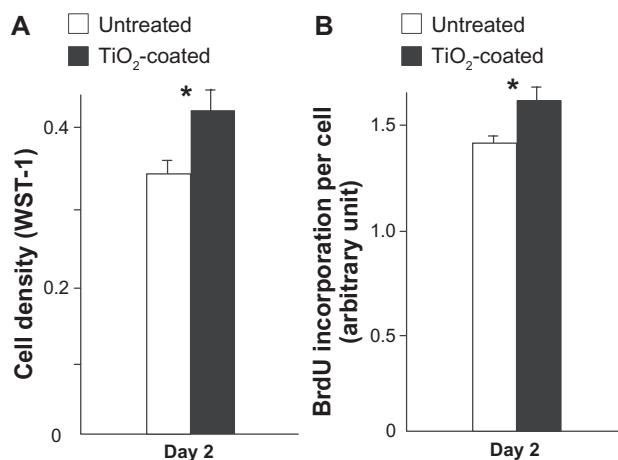 A
Untreated
TiO₂-coated
Cell density (WST-1)
0.4
0.2
0
*
Day 2
B
Untreated
TiO₂-coated
BrdU incorporation per cell
(arbitrary unit)
1.5
1.0
0.5
0
*
Day 2